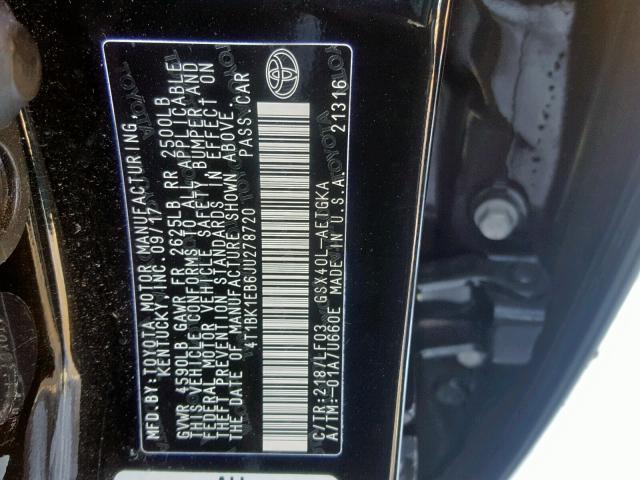 MFD.BY:TOYOTA MOTOR MANUFACTURING,
KENTUCKY, INC. 09/17
GVWR 4590LB GAWR FR 2625LB RR 2500LB
THIS VEHICLE CONFORMS TO ALL APPLICABLE
FEDERAL MOTOR VEHICLE SAFETY, BUMPER AND
THEFT PREVENTION STANDARDS IN EFFECT ON
THE DATE OF MANUFACTURE SHOWN ABOVE.
4T1BK1EB6JU278720 PASS. CAR
C/TR:218/LF03 GSX40L-AETGKA
A/TM:-01A/U660E MADE IN U.S.A. 21316